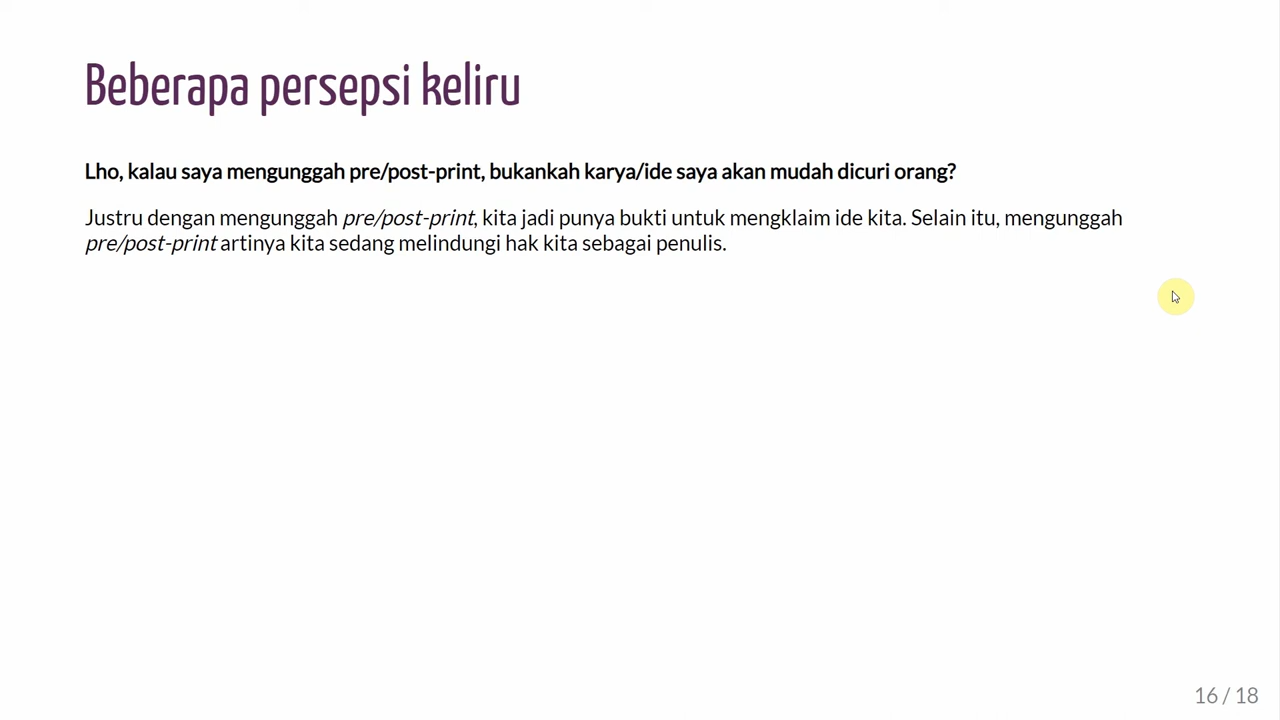 Beberapa persepsi keliru
Lho, kalau saya mengunggah pre/post-print, bukankah karya/ide saya akan mudah dicuri orang?
Justru dengan mengunggah pre/post-print, kita jadi punya bukti untuk mengklaim ide kita. Selain itu, mengunggah
pre/post-print artinya kita sedang melindungi hak kita sebagai penulis.
16 / 18